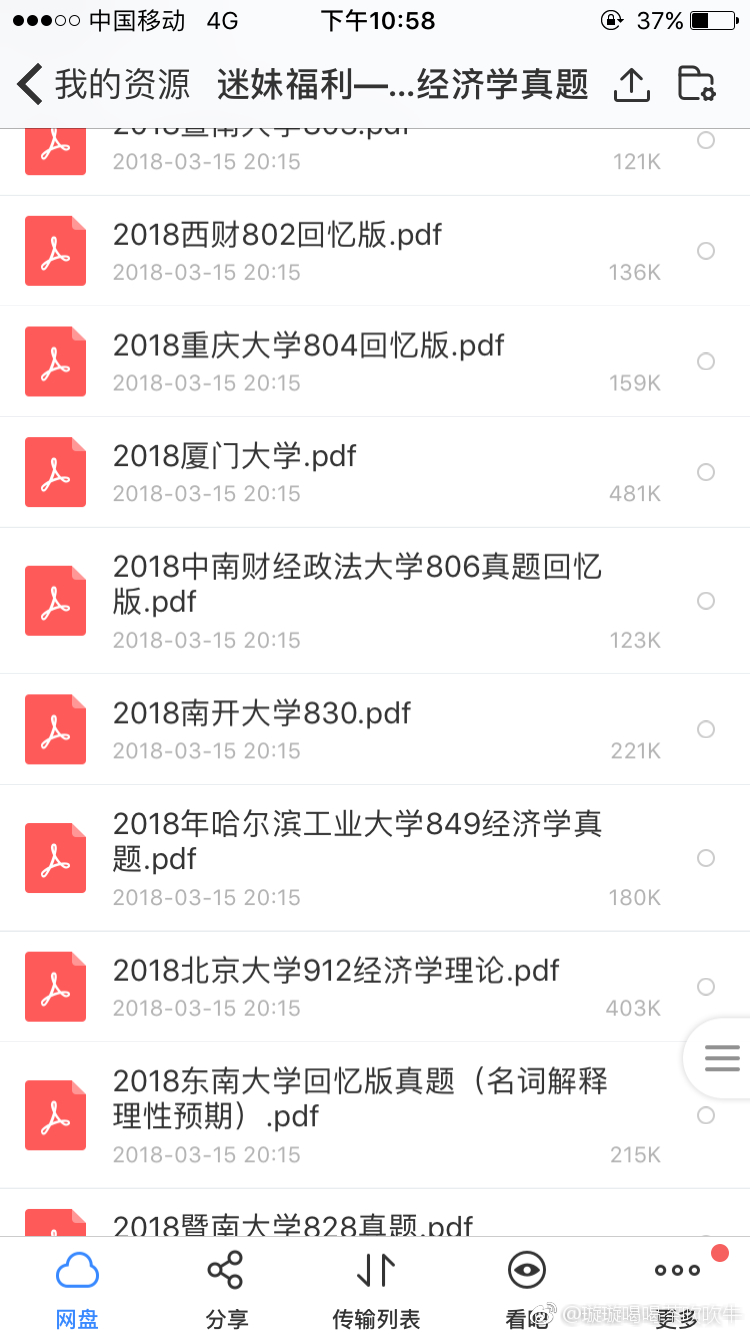 中国移动 4G 下午10:58 37%
我的资源 迷妹福利—...经济学真题
2018暨南大学803.pdf
2018-03-15 20:15 121K
2018西财802回忆版.pdf
2018-03-15 20:15 136K
2018重庆大学804回忆版.pdf
2018-03-15 20:15 159K
2018厦门大学.pdf
2018-03-15 20:15 481K
2018中南财经政法大学806真题回忆
版.pdf
2018-03-15 20:15 123K
2018南开大学830.pdf
2018-03-15 20:15 221K
2018年哈尔滨工业大学849经济学真
题.pdf
2018-03-15 20:15 180K
2018北京大学912经济学理论.pdf
2018-03-15 20:15 403K
2018东南大学回忆版真题（名词解释
理性预期）.pdf
2018-03-15 20:15 215K
2018暨南大学828真题.pdf
网盘 分享 传输列表 看吧 更多